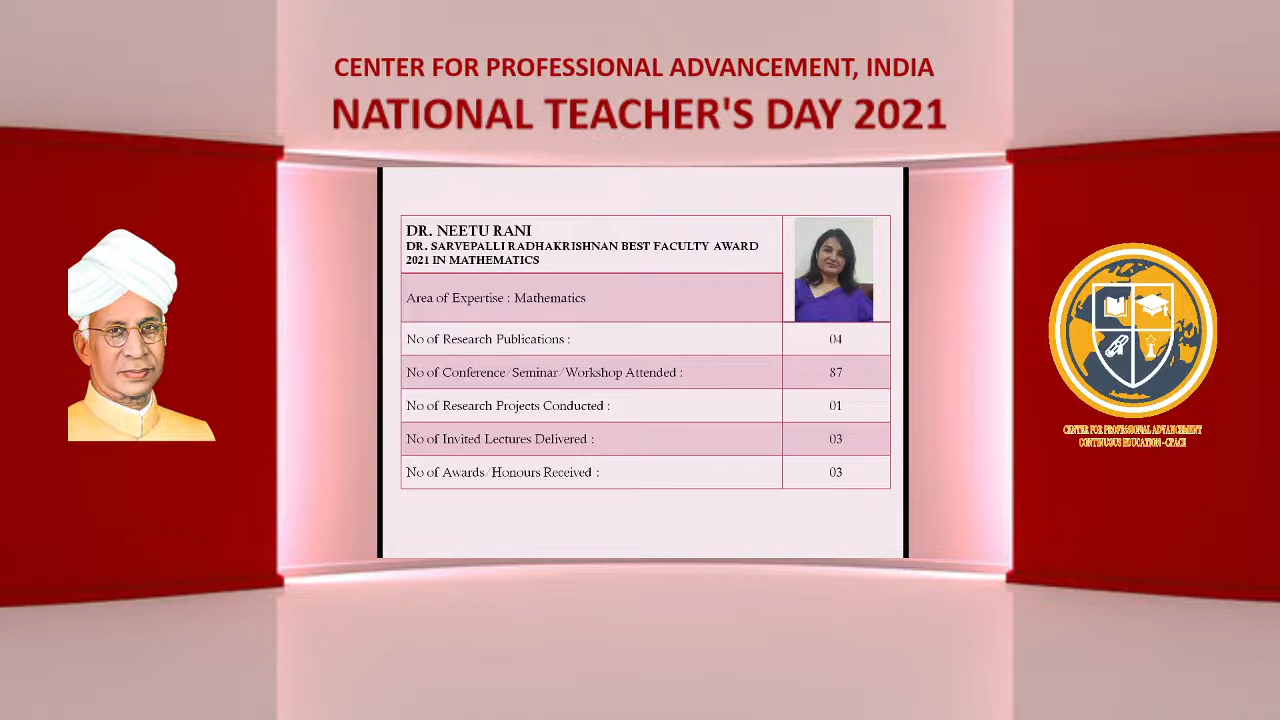 CENTER FOR PROFESSIONAL ADVANCEMENT, INDIA
NATIONAL TEACHER'S DAY 2021
DR. NEETU RANI
DR. SARVEPALLI RADHAKRISHNAN BEST FACULTY AWARD
2021 IN MATHEMATICS
Area of Expertise : Mathematics
No of Research Publications : 04
No of Conference/Seminar/Workshop Attended : 87
No of Research Projects Conducted : 01
No of Invited Lectures Delivered : 03
No of Awards/Honours Received : 03
CENTER FOR PROFESSIONAL ADVANCEMENT
CONTINUOUS EDUCATION - CPACE